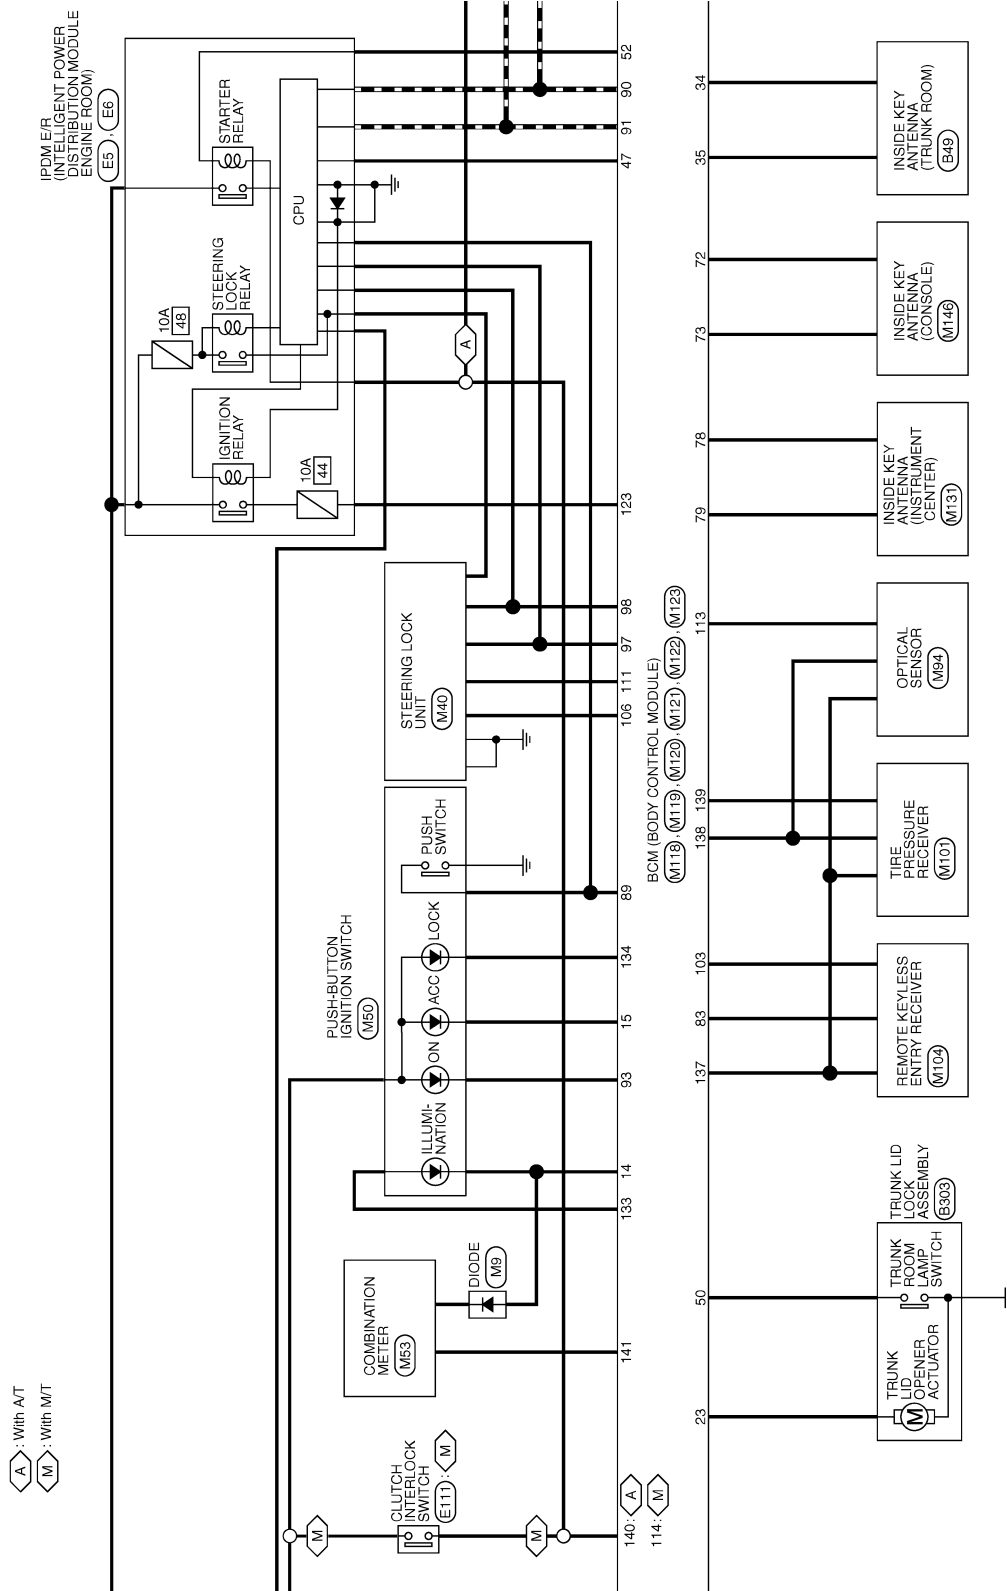 A : With A/T
M : With M/T
IPDM E/R
(INTELLIGENT POWER
DISTRIBUTION MODULE
ENGINE ROOM)
E5 , E6
STARTER
RELAY
CPU
10A
48
STEERING
LOCK
RELAY
IGNITION
RELAY
10A
44
A
STEERING LOCK
UNIT
M40
PUSH-BUTTON
IGNITION SWITCH
M50
PUSH
SWITCH
LOCK
ACC
ON
ILLUMI-
NATION
COMBINATION
METER
M53
DIODE
M9
CLUTCH
INTERLOCK
SWITCH
E111 : M
M
M
140: A
114: M
141
133
14
93
15
134
89
106
111
97
98
123
47
91
90
52
BCM (BODY CONTROL MODULE)
M118 , M119 , M120 , M121 , M122 , M123
23
50
137
83
103
138
139
113
79
78
73
72
35
34
TRUNK
LID
OPENER
ACTUATOR
M
TRUNK
ROOM
LAMP
SWITCH
TRUNK LID
LOCK
ASSEMBLY
B303
REMOTE KEYLESS
ENTRY RECEIVER
M104
TIRE
PRESSURE
RECEIVER
M101
OPTICAL
SENSOR
M94
INSIDE KEY
ANTENNA
(INSTRUMENT
CENTER)
M131
INSIDE KEY
ANTENNA
(CONSOLE)
M146
INSIDE KEY
ANTENNA
(TRUNK ROOM)
B49